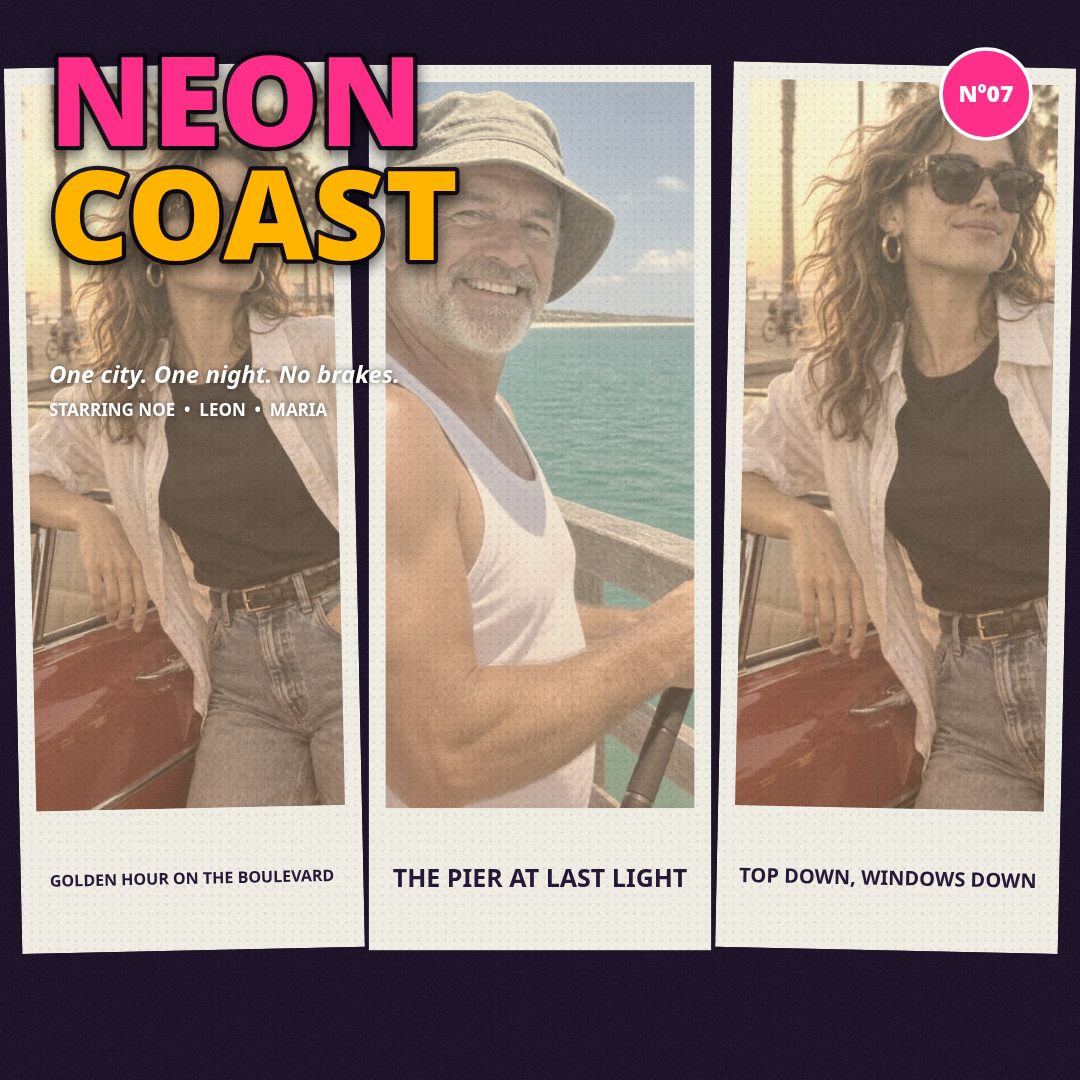 NEON
COAST
Nº07
One city. One night. No brakes.
STARRING NOE • LEON • MARIA
GOLDEN HOUR ON THE BOULEVARD
THE PIER AT LAST LIGHT
TOP DOWN, WINDOWS DOWN